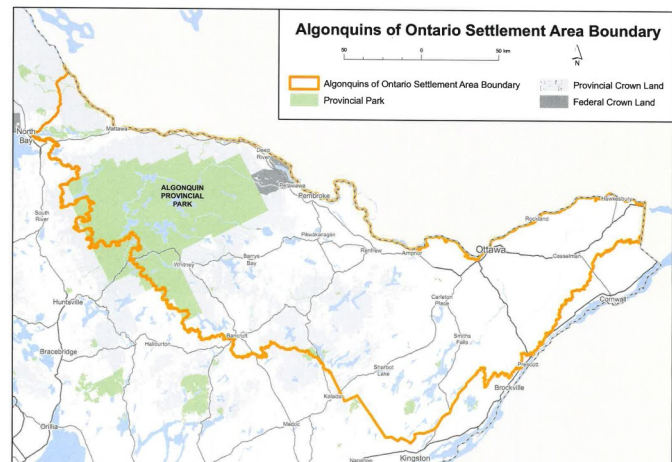 Algonquins of Ontario Settlement Area Boundary
50 0 50 km
N
Algonquins of Ontario Settlement Area Boundary
Provincial Park
Provincial Crown Land
Federal Crown Land
North
Bay
Mattawa
Deep
River
Petawawa
Pembroke
ALGONQUIN
PROVINCIAL
PARK
South
River
Whitney
Barrys
Bay
Pikwakanagan
Renfrew
Arnprior
Ottawa
Rockland
Hawkesbury
Casselman
Cornwall
Huntsville
Bracebridge
Haliburton
Bancroft
Carleton
Place
Smiths
Falls
Sharbot
Lake
Kaladar
Madoc
Prescott
Brockville
Orillia
Napanee
Kingston